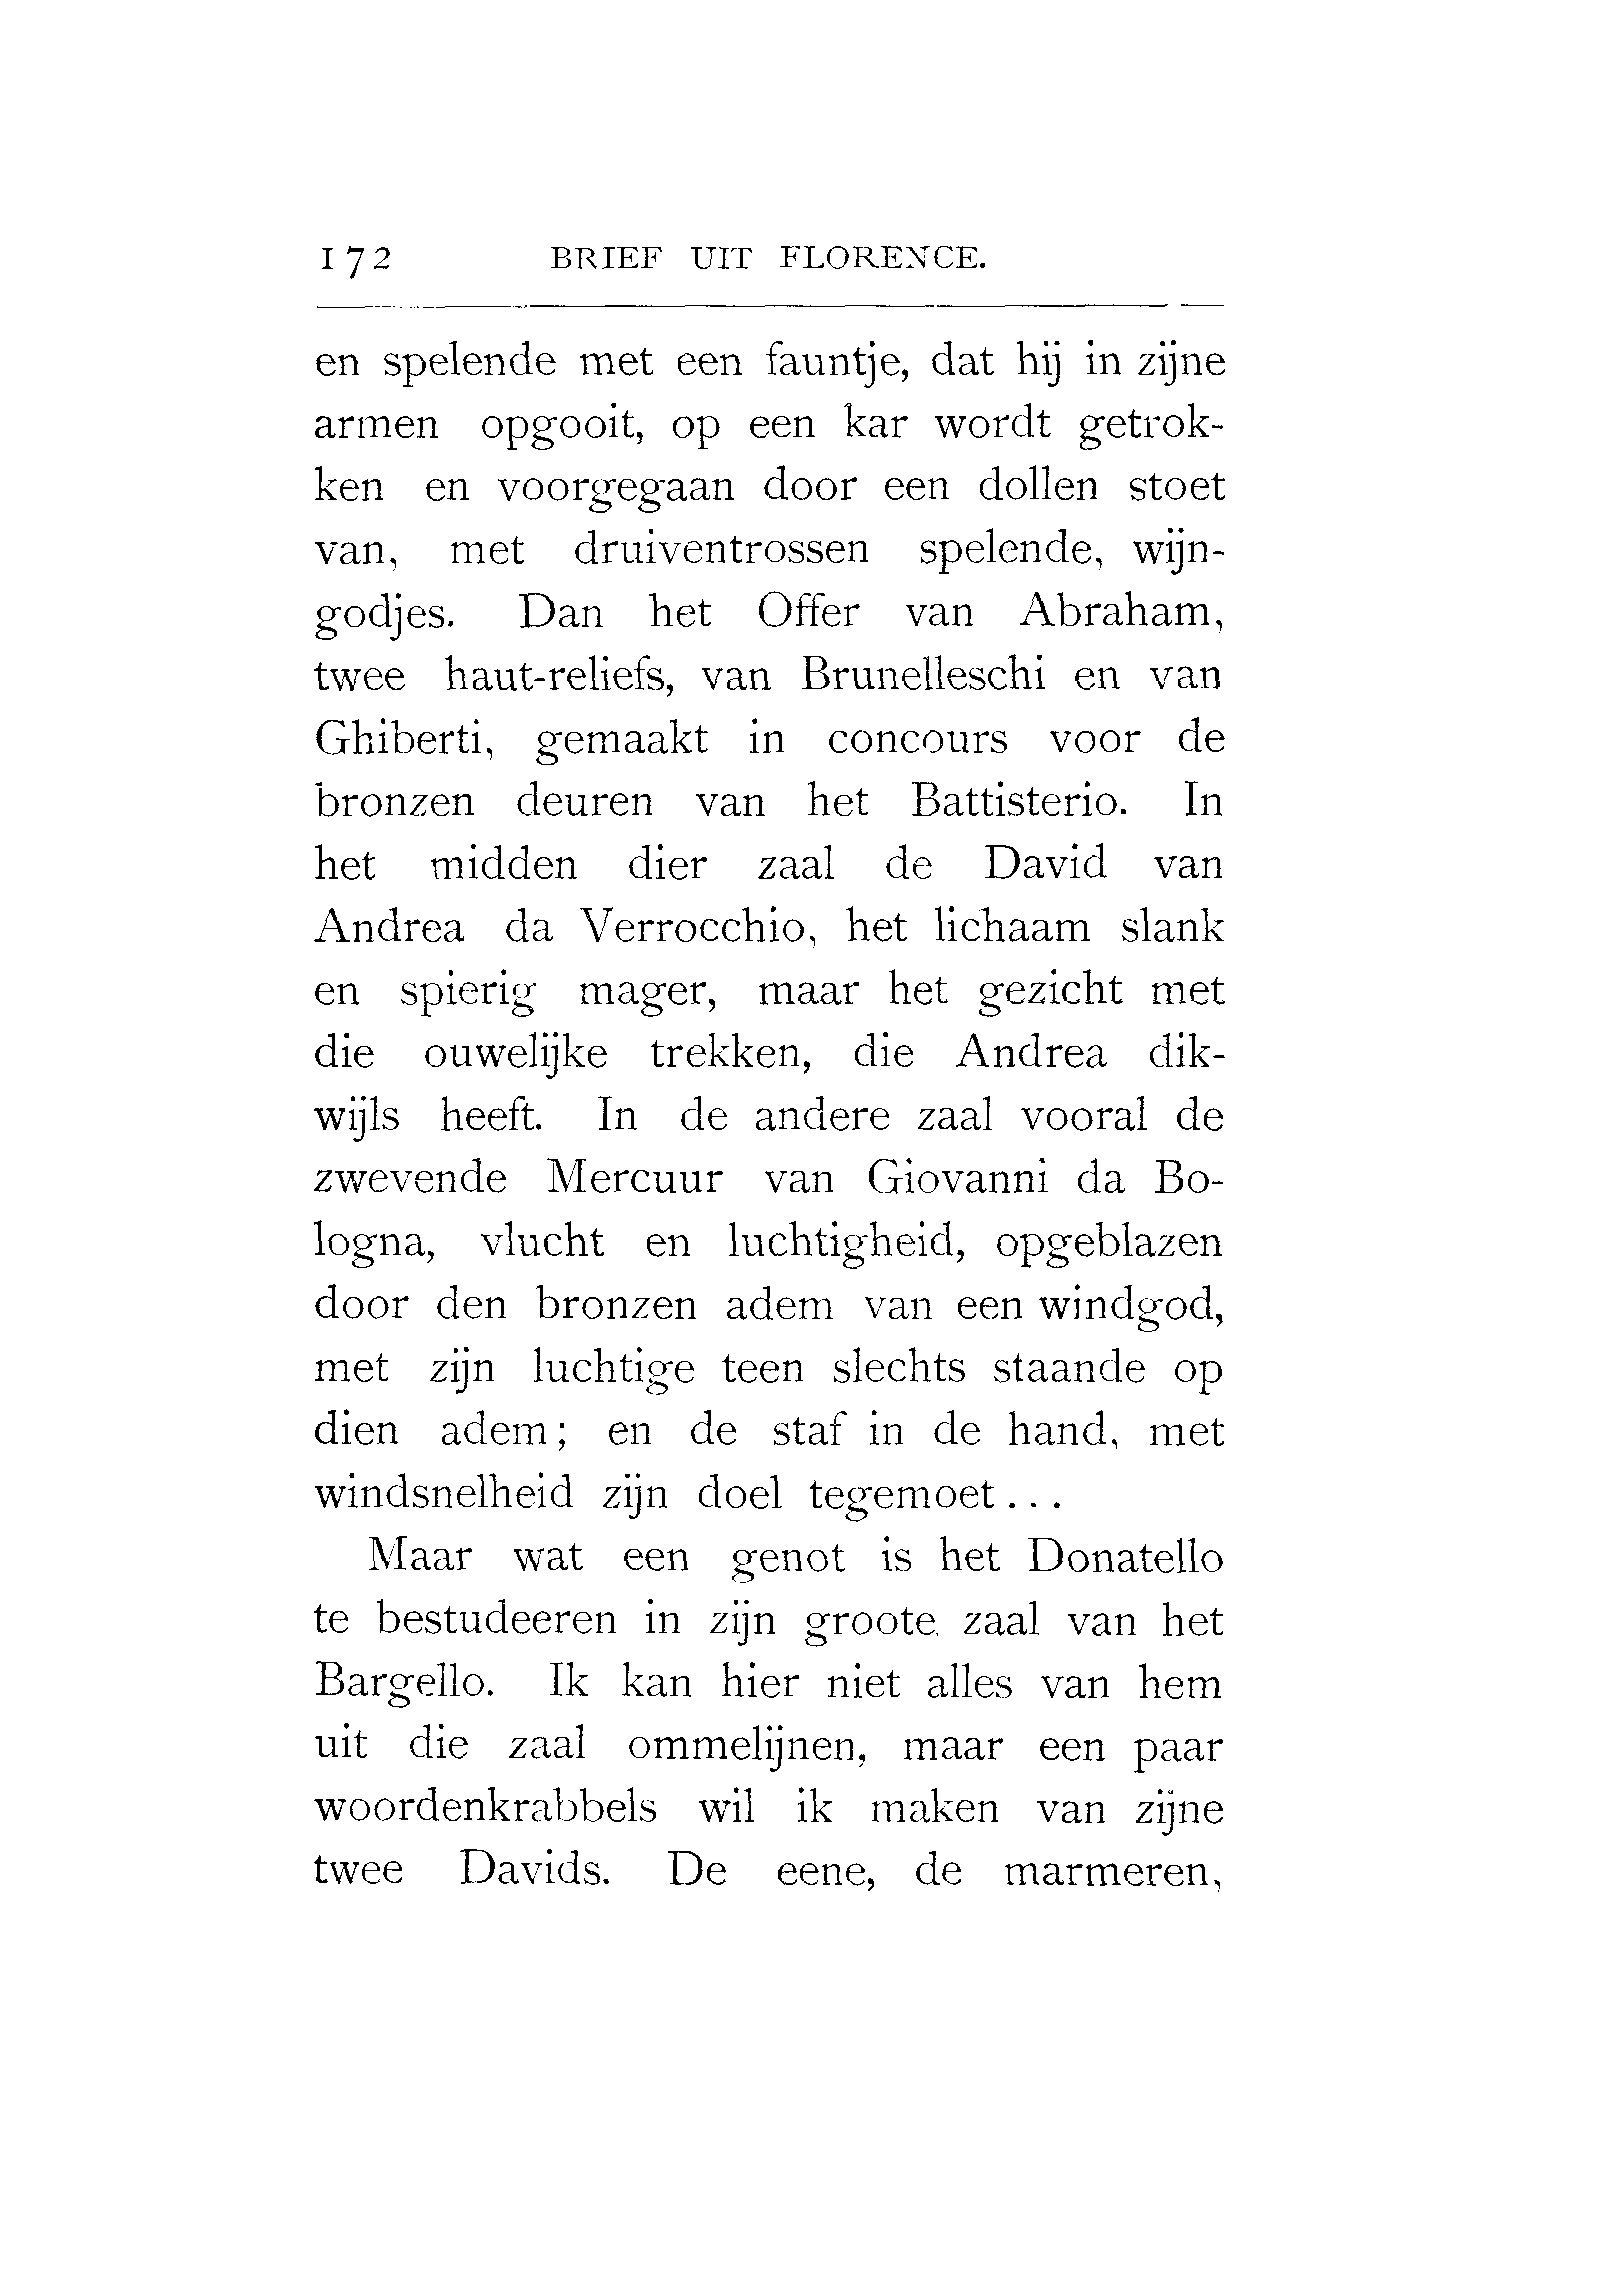 172 BRIEF UIT FLORENCE.
en spelende met een fauntje, dat hij in zijne
armen opgooit, op een kar wordt getrok-
ken en voorgegaan door een dollen stoet
van, met druiventrossen spelende, wijn-
godjes. Dan het Offer van Abraham,
twee haut-reliefs, van Brunelleschi en van
Ghiberti, gemaakt in concours voor de
bronzen deuren van het Battisterio. In
het midden dier zaal de David van
Andrea da Verrocchio, het lichaam slank
en spierig mager, maar het gezicht met
die ouwelijke trekken, die Andrea dik-
wijls heeft. In de andere zaal vooral de
zwevende Mercuur van Giovanni da Bo-
logna, vlucht en luchtigheid, opgeblazen
door den bronzen adem van een windgod,
met zijn luchtige teen slechts staande op
dien adem; en de staf in de hand, met
windsnelheid zijn doel tegemoet...
Maar wat een genot is het Donatello
te bestudeeren in zijn groote zaal van het
Bargello. Ik kan hier niet alles van hem
uit die zaal ommelijnen, maar een paar
woordenkrabbels wil ik maken van zijne
twee Davids. De eene, de marmeren,